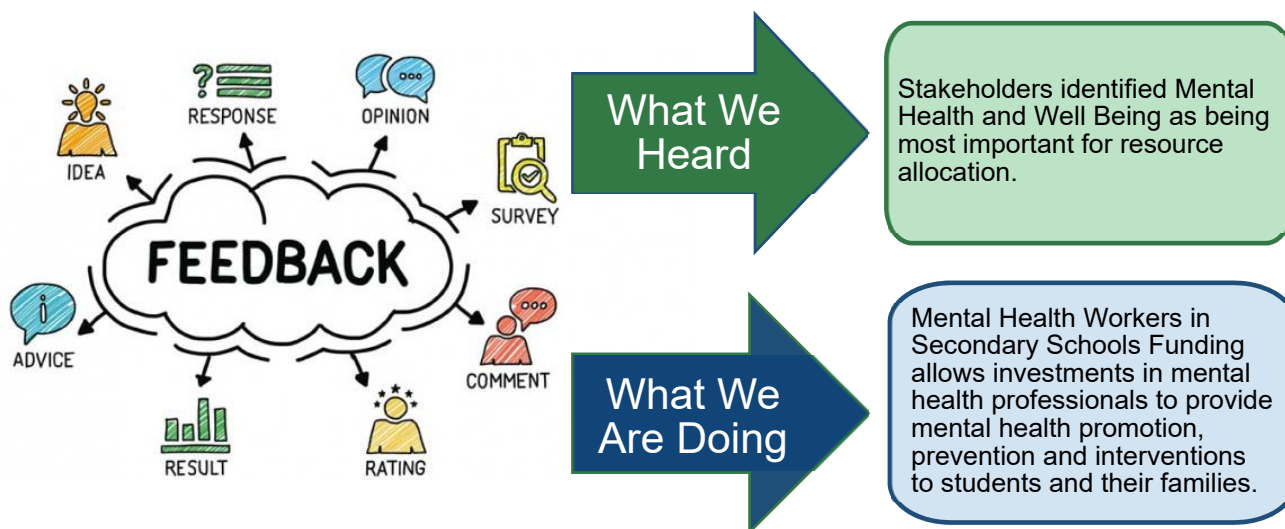 RESPONSE
OPINION
IDEA
SURVEY
FEEDBACK
ADVICE
COMMENT
RESULT
RATING
What We
Heard
Stakeholders identified Mental
Health and Well Being as being
most important for resource
allocation.
What We
Are Doing
Mental Health Workers in
Secondary Schools Funding
allows investments in mental
health professionals to provide
mental health promotion,
prevention and interventions
to students and their families.